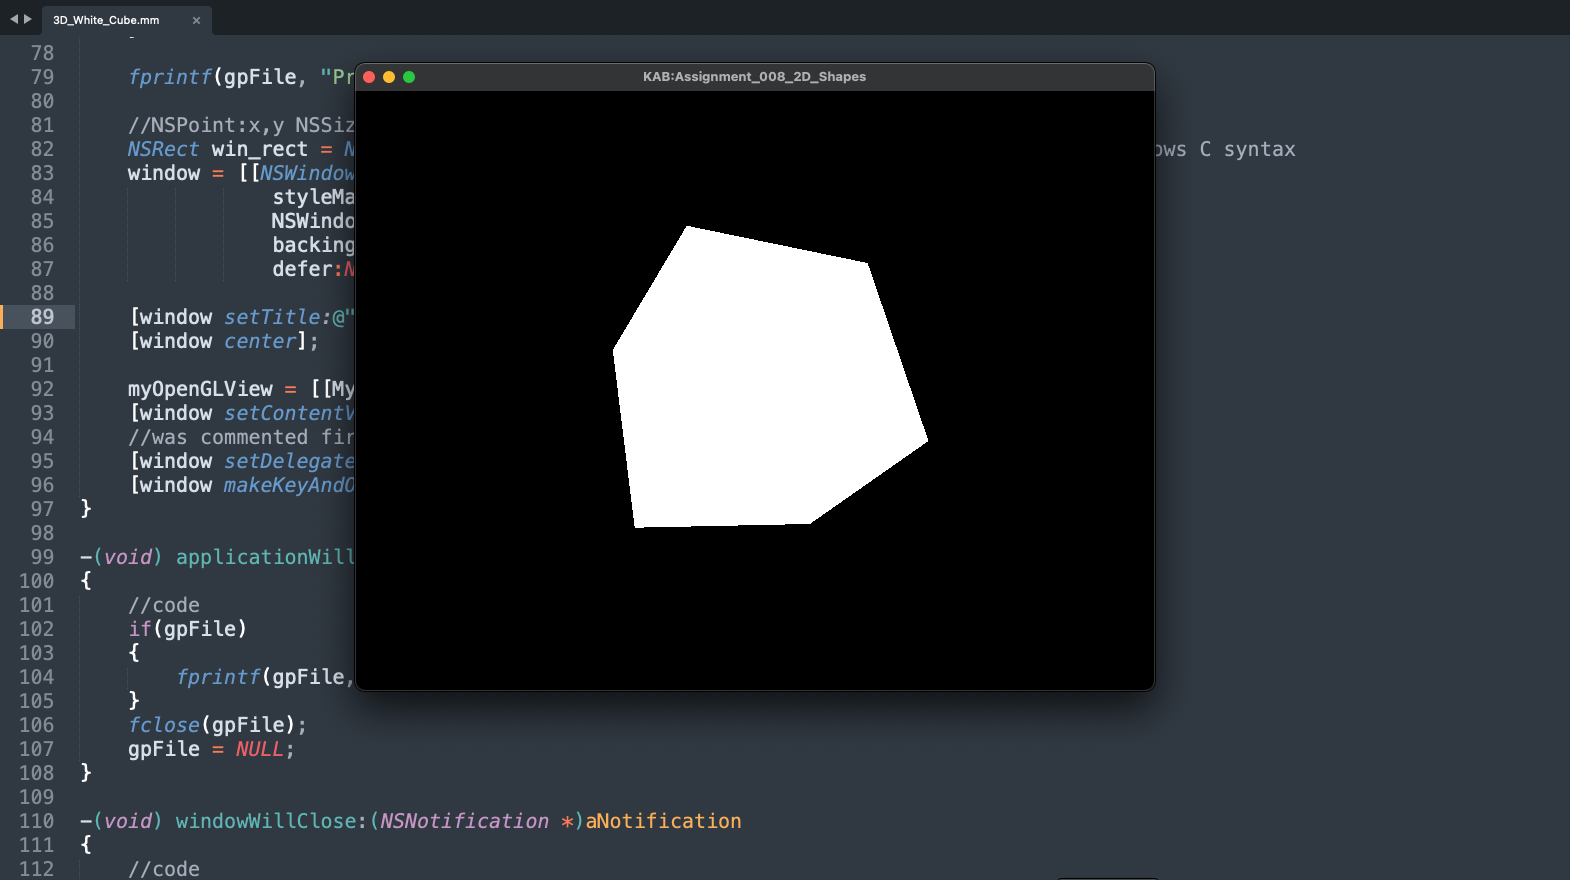 3D_White_Cube.mm
KAB:Assignment_008_2D_Shapes
78
79 fprintf(gpFile, "Pr
80
81 //NSPoint:x,y NSSiz
82 NSRect win_rect = N ows C syntax
83 window = [[NSWindow
84 styleMa
85 NSWindo
86 backing
87 defer:N
88
89 [window setTitle:@"
90 [window center];
91
92 myOpenGLView = [[My
93 [window setContentV
94 //was commented fir
95 [window setDelegate
96 [window makeKeyAndO
97 }
98
99 -(void) applicationWill
100 {
101 //code
102 if(gpFile)
103 {
104 fprintf(gpFile,
105 }
106 fclose(gpFile);
107 gpFile = NULL;
108 }
109
110 -(void) windowWillClose:(NSNotification *)aNotification
111 {
112 //code